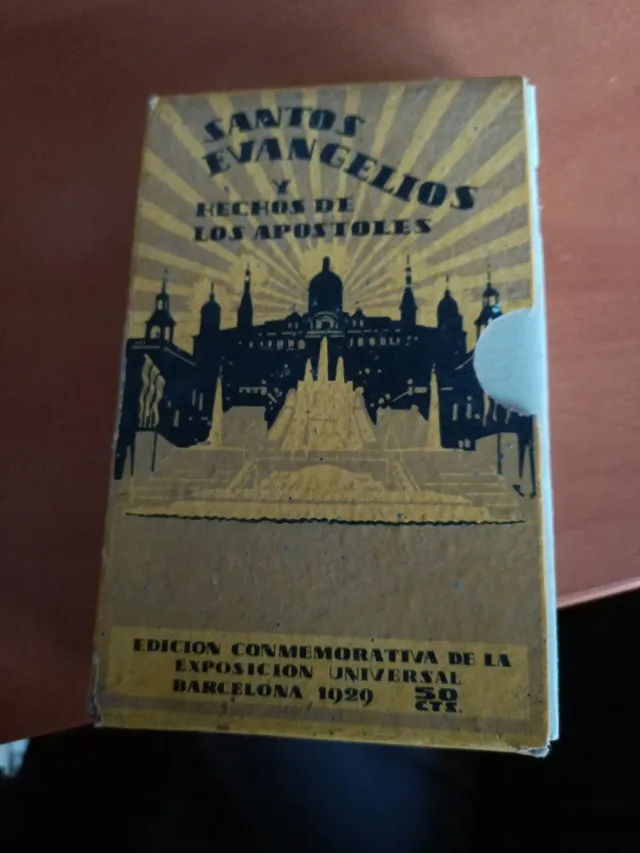 SANTOS
EVANGELIOS
Y
HECHOS DE
LOS APOSTOLES
EDICION CONMEMORATIVA DE LA
EXPOSICION UNIVERSAL
BARCELONA 1929 50 CTS.